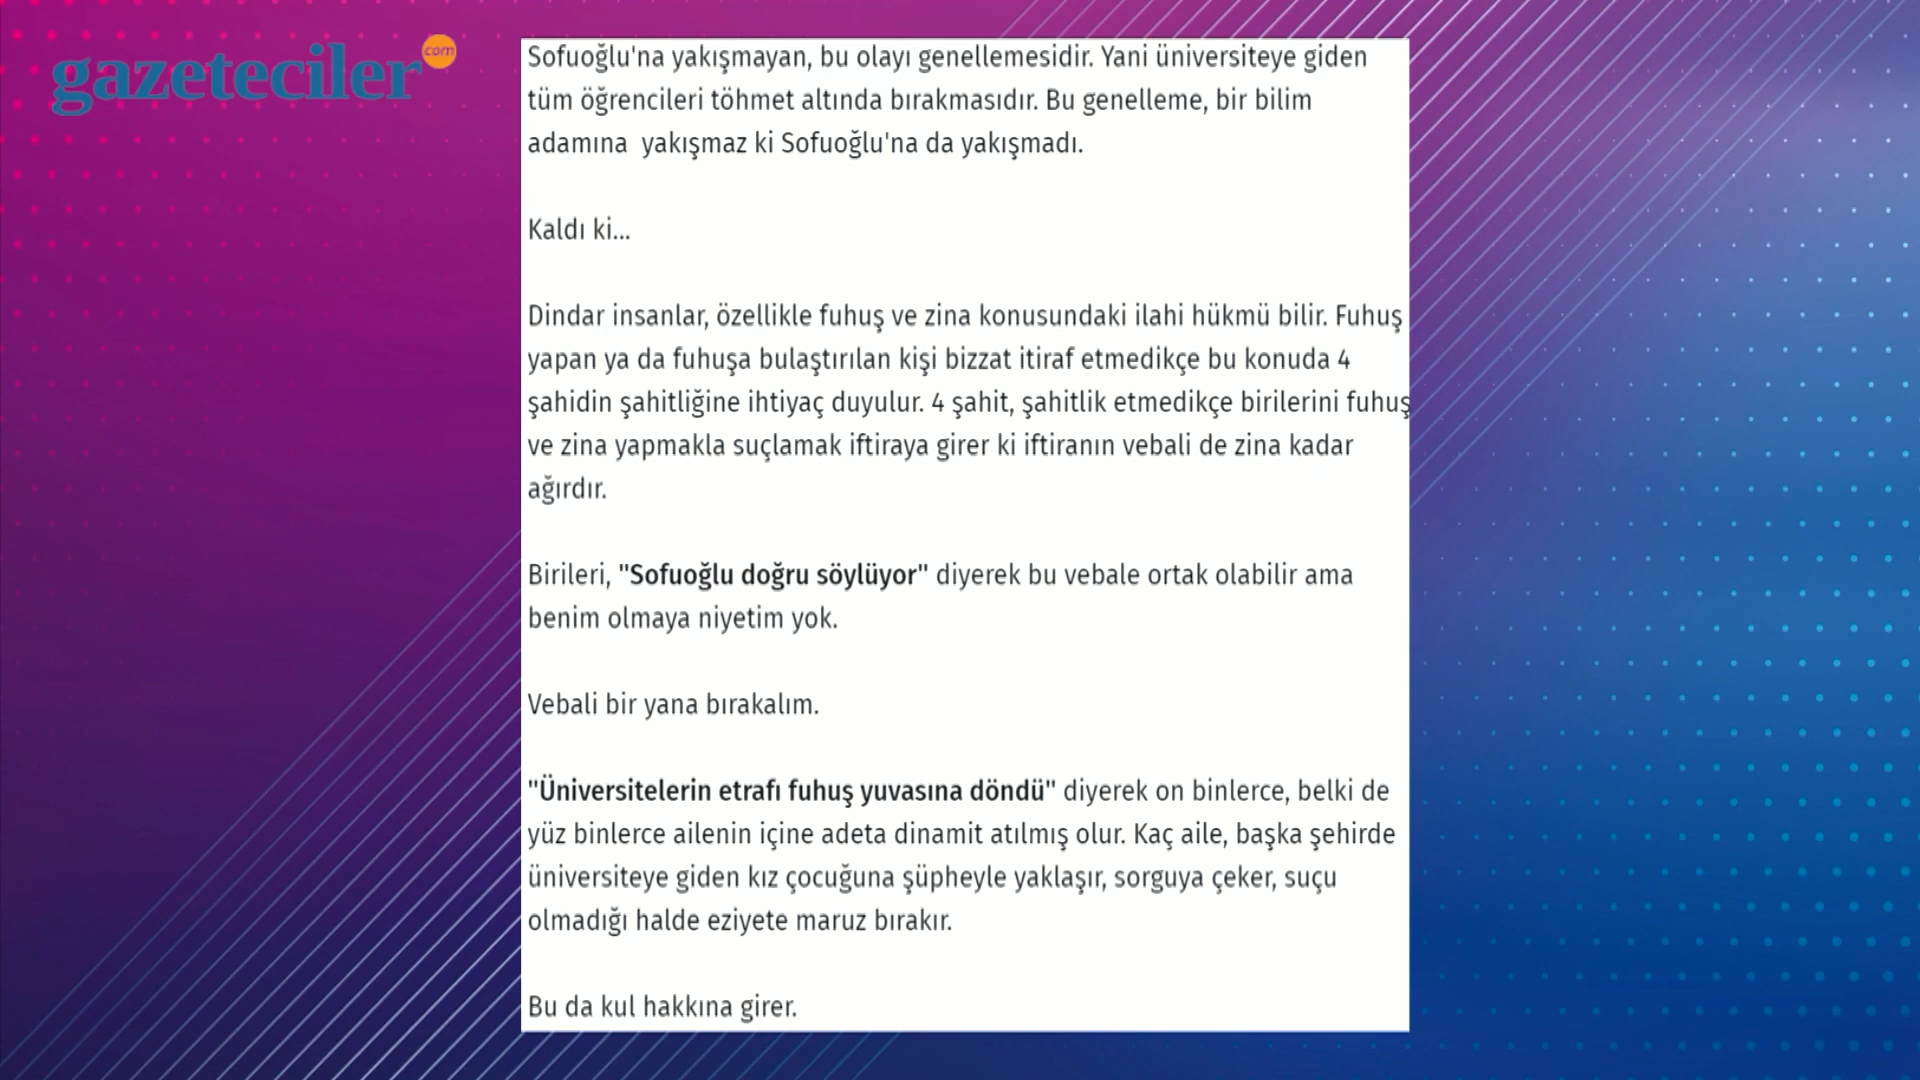 gazeteciler com
Sofuoğlu'na yakışmayan, bu olayı genellemesidir. Yani üniversiteye giden
tüm öğrencileri töhmet altında bırakmasıdır. Bu genelleme, bir bilim
adamına  yakışmaz ki Sofuoğlu'na da yakışmadı.
Kaldı ki...
Dindar insanlar, özellikle fuhuş ve zina konusundaki ilahi hükmü bilir. Fuhuş
yapan ya da fuhuşa bulaştırılan kişi bizzat itiraf etmedikçe bu konuda 4
şahidin şahitliğine ihtiyaç duyulur. 4 şahit, şahitlik etmedikçe birilerini fuhuş
ve zina yapmakla suçlamak iftiraya girer ki iftiranın vebali de zina kadar
ağırdır.
Birileri, "Sofuoğlu doğru söylüyor" diyerek bu vebale ortak olabilir ama
benim olmaya niyetim yok.
Vebali bir yana bırakalım.
"Üniversitelerin etrafı fuhuş yuvasına döndü" diyerek on binlerce, belki de
yüz binlerce ailenin içine adeta dinamit atılmış olur. Kaç aile, başka şehirde
üniversiteye giden kız çocuğuna şüpheyle yaklaşır, sorguya çeker, suçu
olmadığı halde eziyete maruz bırakır.
Bu da kul hakkına girer.